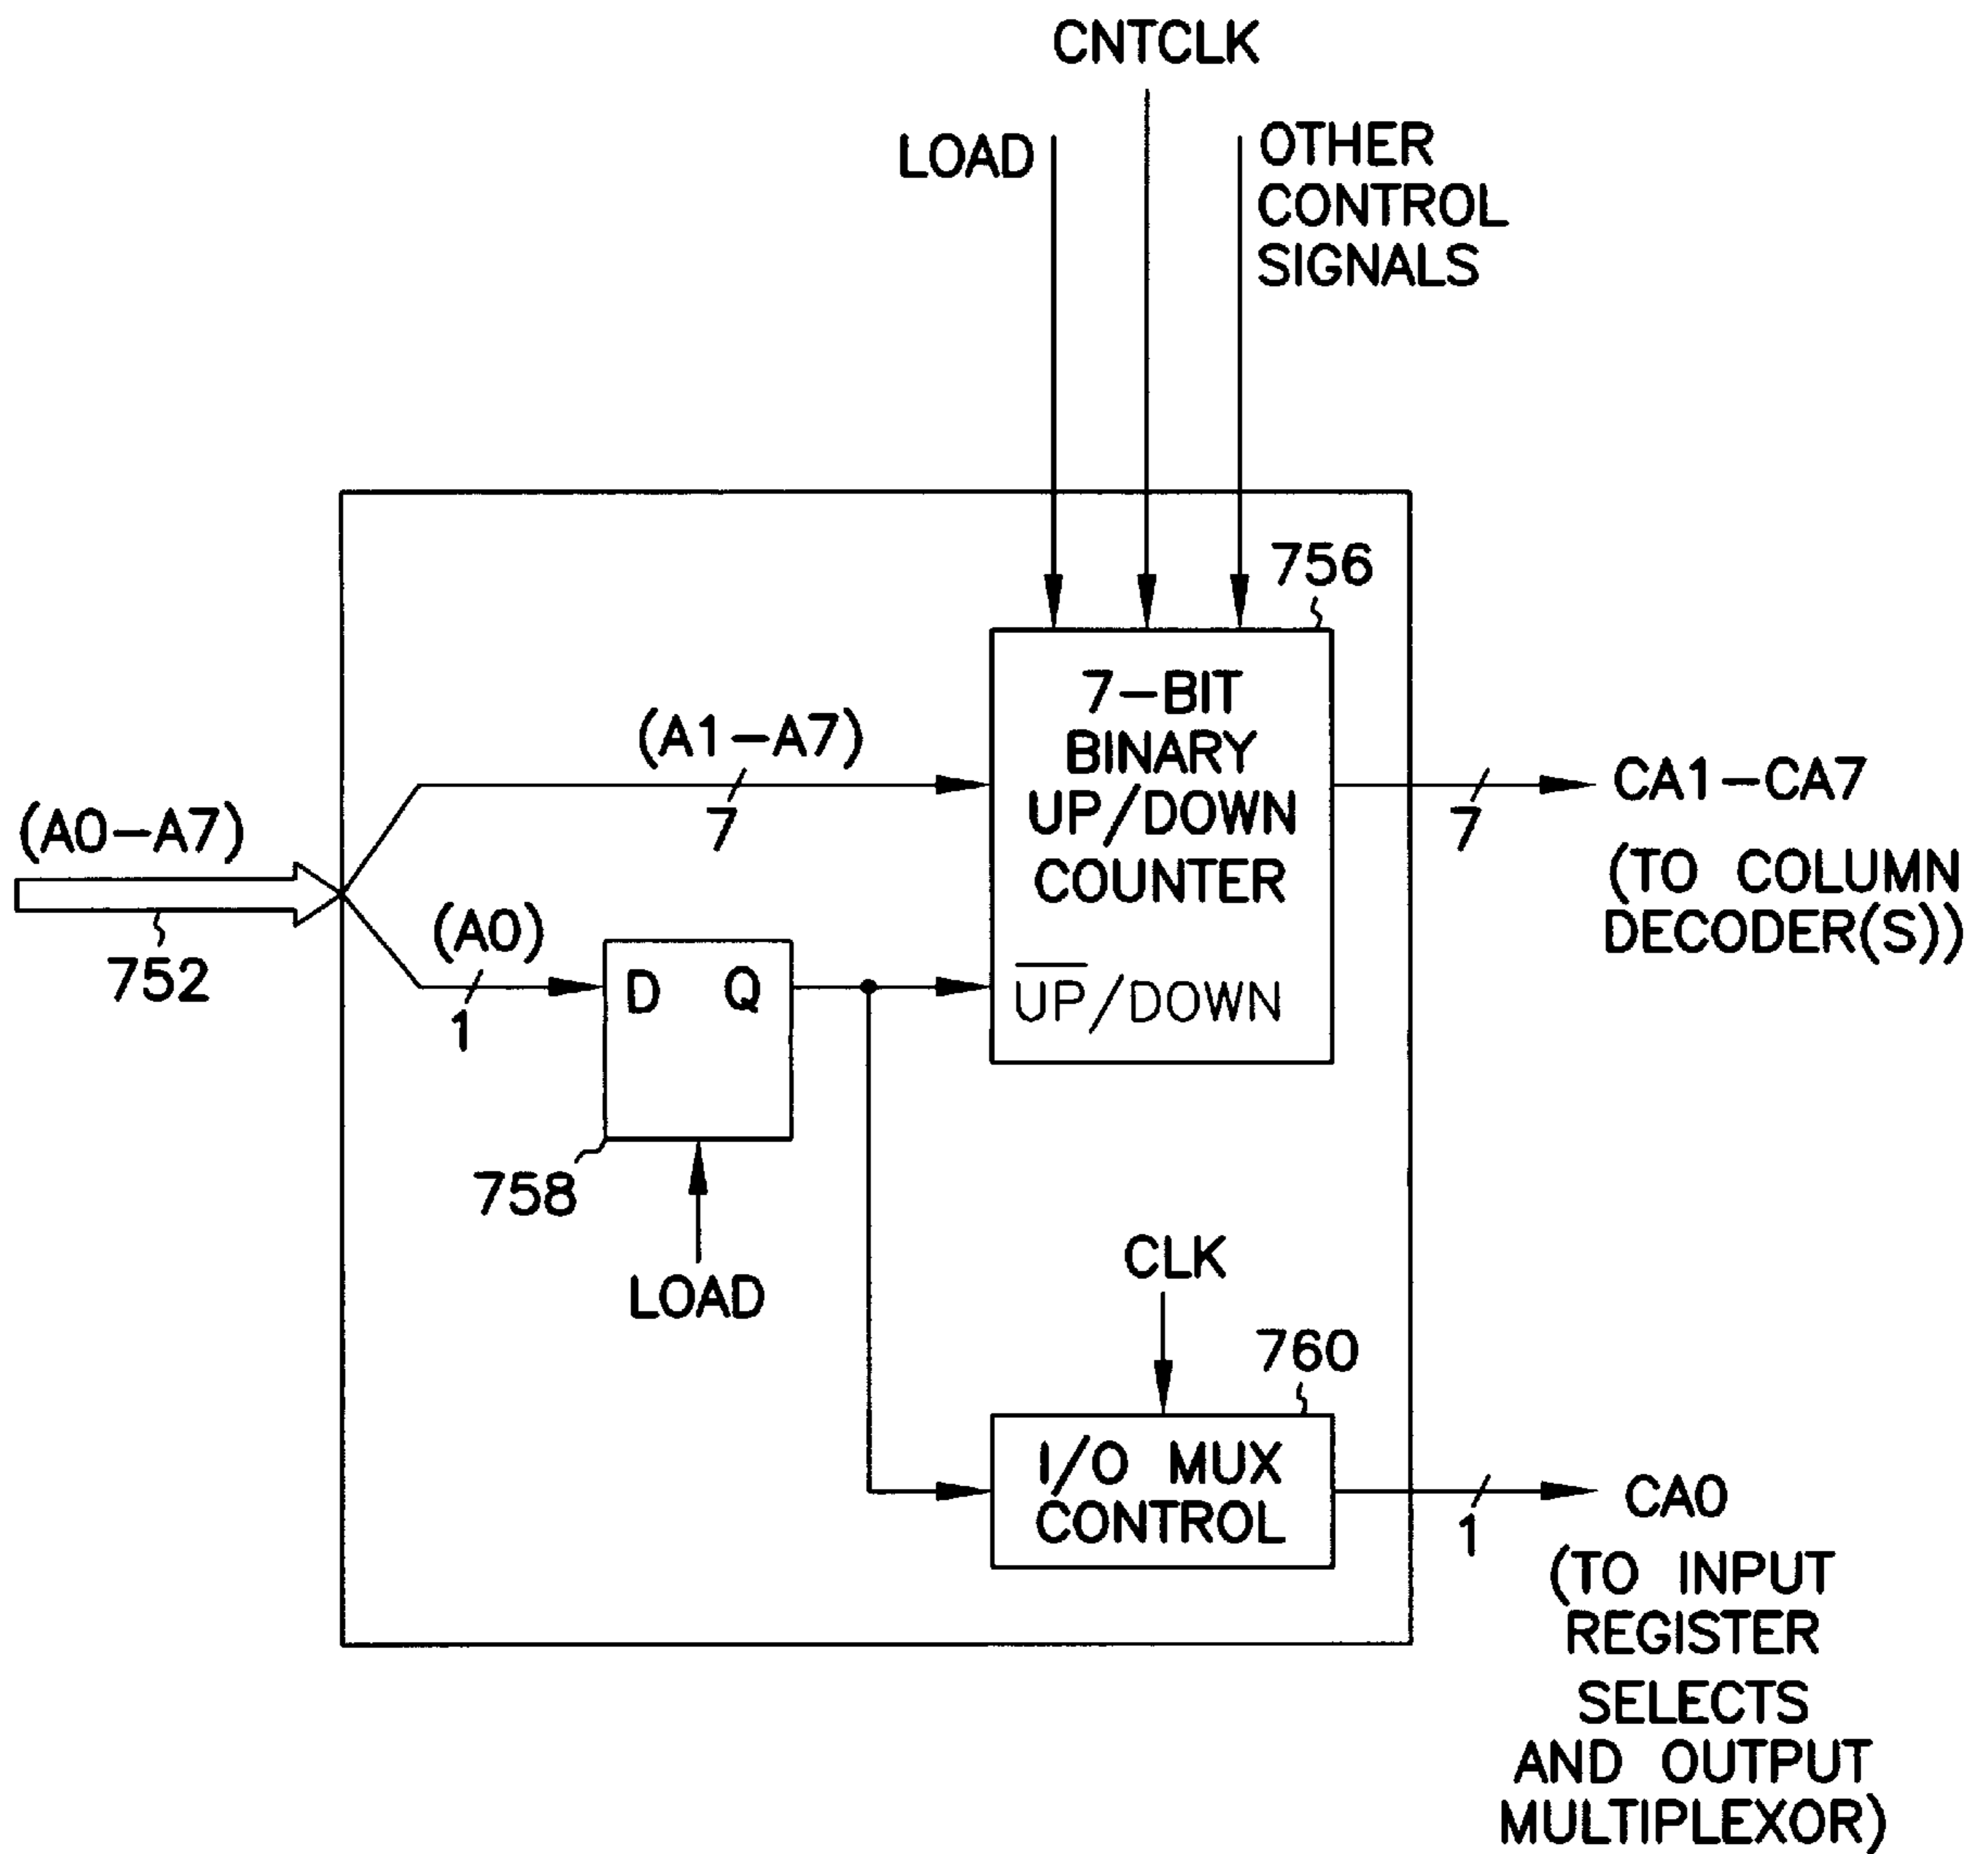 CNTCLK
LOAD
OTHER
CONTROL
SIGNALS
756
7-BIT
BINARY
UP/DOWN
COUNTER
(A1-A7)
7
7
CA1-CA7
(TO COLUMN
DECODER(S))
(A0-A7)
752
(A0)
1
D Q
U̅P̅/DOWN
758
LOAD
CLK
760
I/O MUX
CONTROL
1
CA0
(TO INPUT
REGISTER
SELECTS
AND OUTPUT
MULTIPLEXOR)